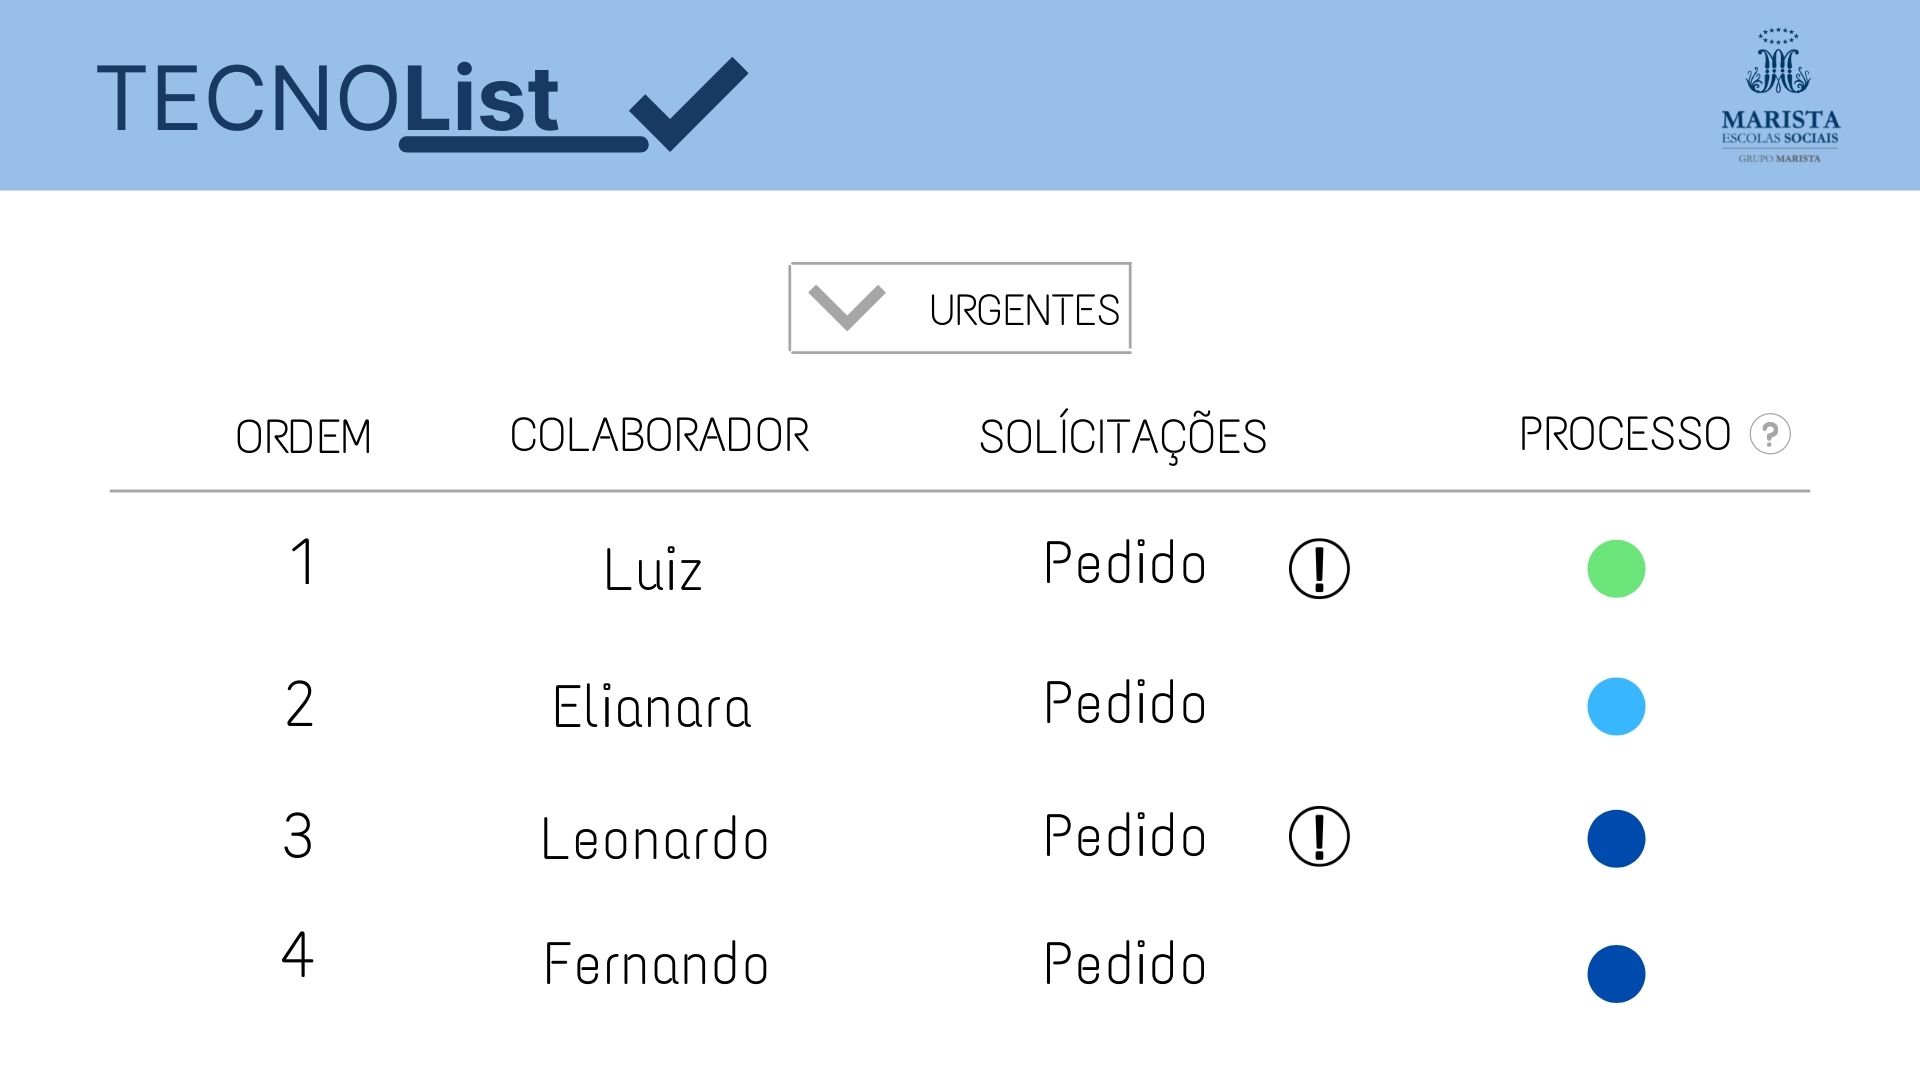 TECNOList
MARISTA
ESCOLAS SOCIAIS
GRUPO MARISTA
URGENTES
ORDEM COLABORADOR SOLÍCITAÇÕES PROCESSO ?
1 Luiz Pedido !
2 Elianara Pedido
3 Leonardo Pedido !
4 Fernando Pedido